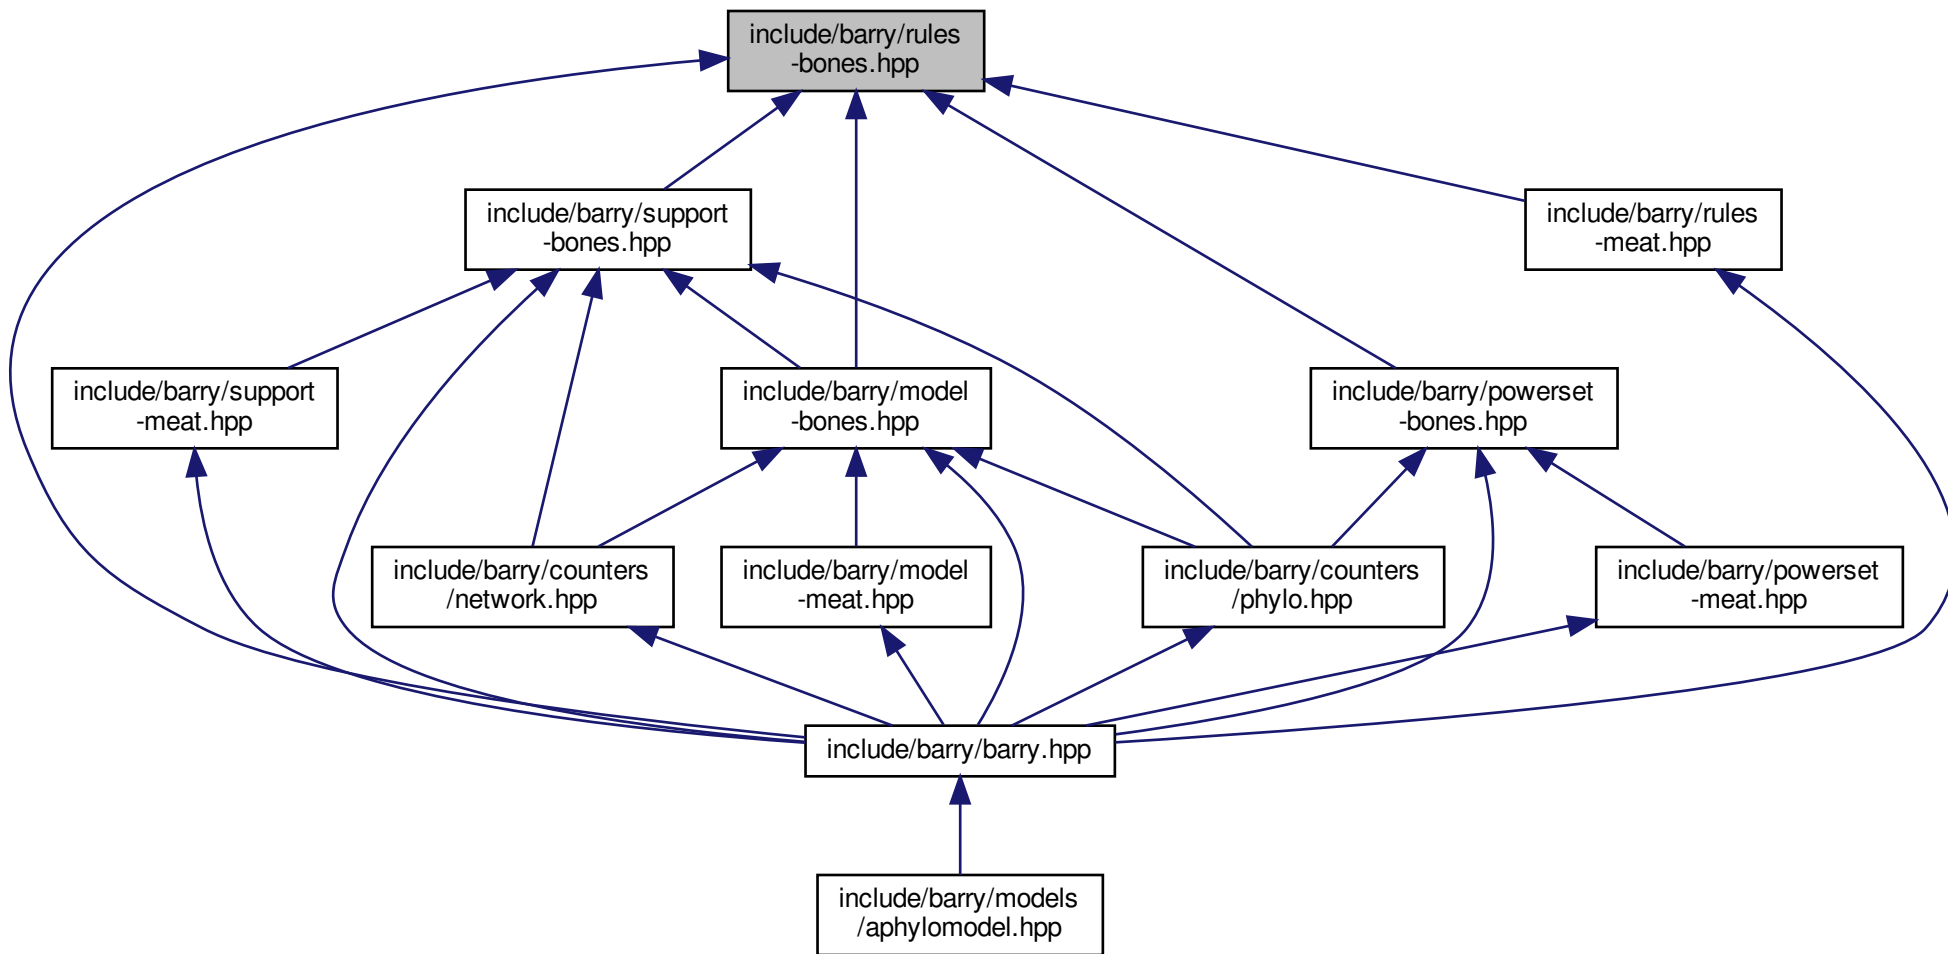 include/barry/rules
-bones.hpp
include/barry/support
-bones.hpp
include/barry/rules
-meat.hpp
include/barry/support
-meat.hpp
include/barry/model
-bones.hpp
include/barry/powerset
-bones.hpp
include/barry/counters
/network.hpp
include/barry/model
-meat.hpp
include/barry/counters
/phylo.hpp
include/barry/powerset
-meat.hpp
include/barry/barry.hpp
include/barry/models
/aphylomodel.hpp